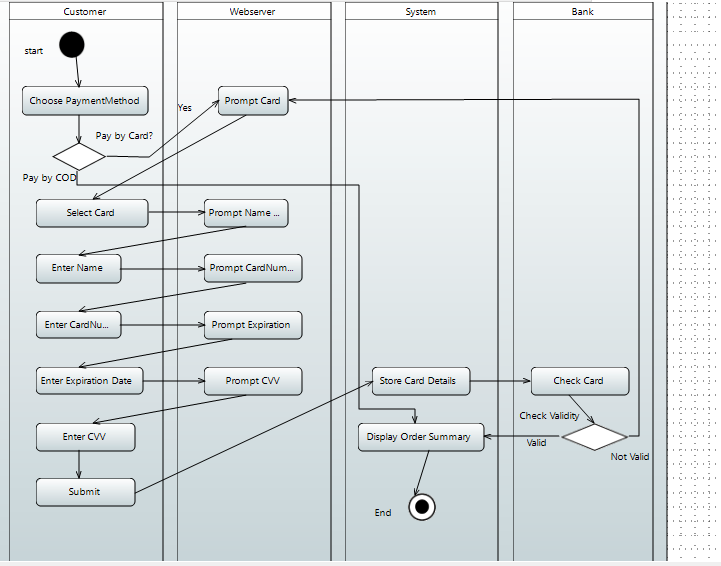 Customer
Webserver
System
Bank
start
Choose PaymentMethod
Prompt Card
Yes
Pay by Card?
Pay by COD
Select Card
Prompt Name ...
Enter Name
Prompt CardNum...
Enter CardNu...
Prompt Expiration
Enter Expiration Date
Prompt CVV
Store Card Details
Check Card
Check Validity
Enter CVV
Display Order Summary
Valid
Not Valid
Submit
End